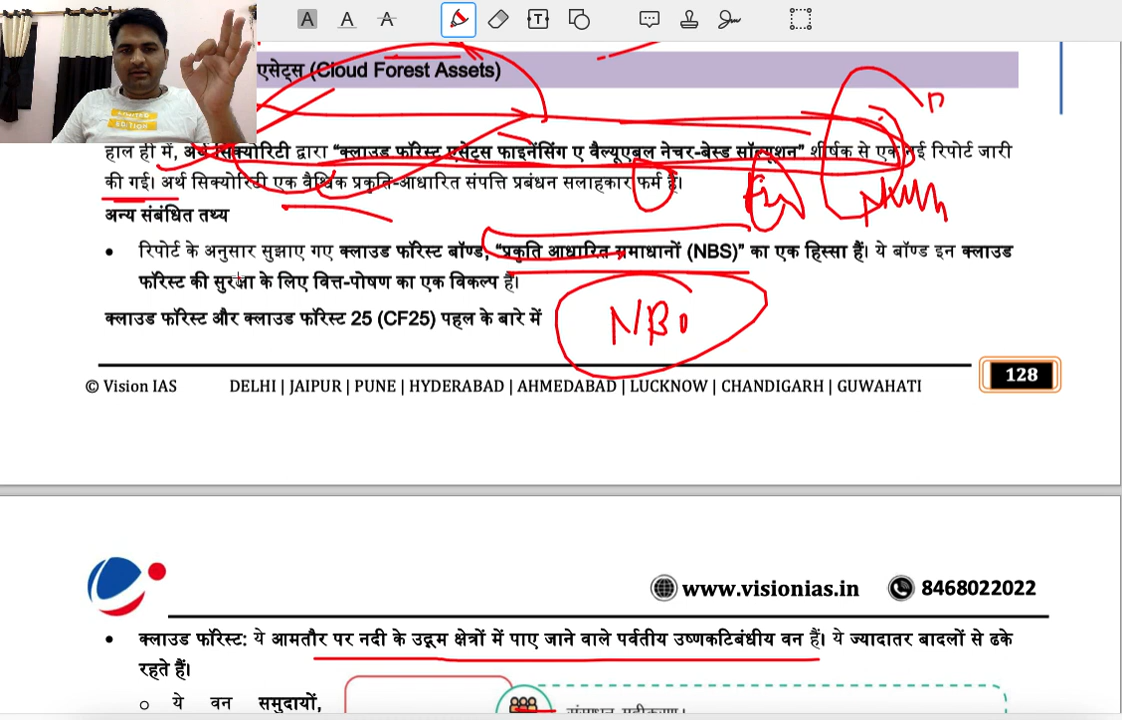 A A A T
LIMITED
EDITION
एसेट्स (Cloud Forest Assets)
n
हाल ही में, अर्थ सिक्योरिटी द्वारा “क्लाउड फॉरेस्ट एसेट्स फाइनेंसिंग ए वैल्यूएबल नेचर-बेस्ड सॉल्यूशन” शीर्षक से एक नई रिपोर्ट जारी
की गई। अर्थ सिक्योरिटी एक वैश्विक प्रकृति-आधारित संपत्ति प्रबंधन सलाहकार फर्म है।
अन्य संबंधित तथ्य
• रिपोर्ट के अनुसार सुझाए गए क्लाउड फॉरेस्ट बॉण्ड, “प्रकृति आधारित समाधानों (NBS)” का एक हिस्सा हैं। ये बॉण्ड इन क्लाउड
फॉरेस्ट की सुरक्षा के लिए वित्त-पोषण का एक विकल्प हैं।
क्लाउड फॉरेस्ट और क्लाउड फॉरेस्ट 25 (CF25) पहल के बारे में
© Vision IAS DELHI | JAIPUR | PUNE | HYDERABAD | AHMEDABAD | LUCKNOW | CHANDIGARH | GUWAHATI 128
www.visionias.in 8468022022
• क्लाउड फॉरेस्ट: ये आमतौर पर नदी के उद्गम क्षेत्रों में पाए जाने वाले पर्वतीय उष्णकटिबंधीय वन हैं। ये ज्यादातर बादलों से ढके
रहते हैं।
o ये वन समुदायों,